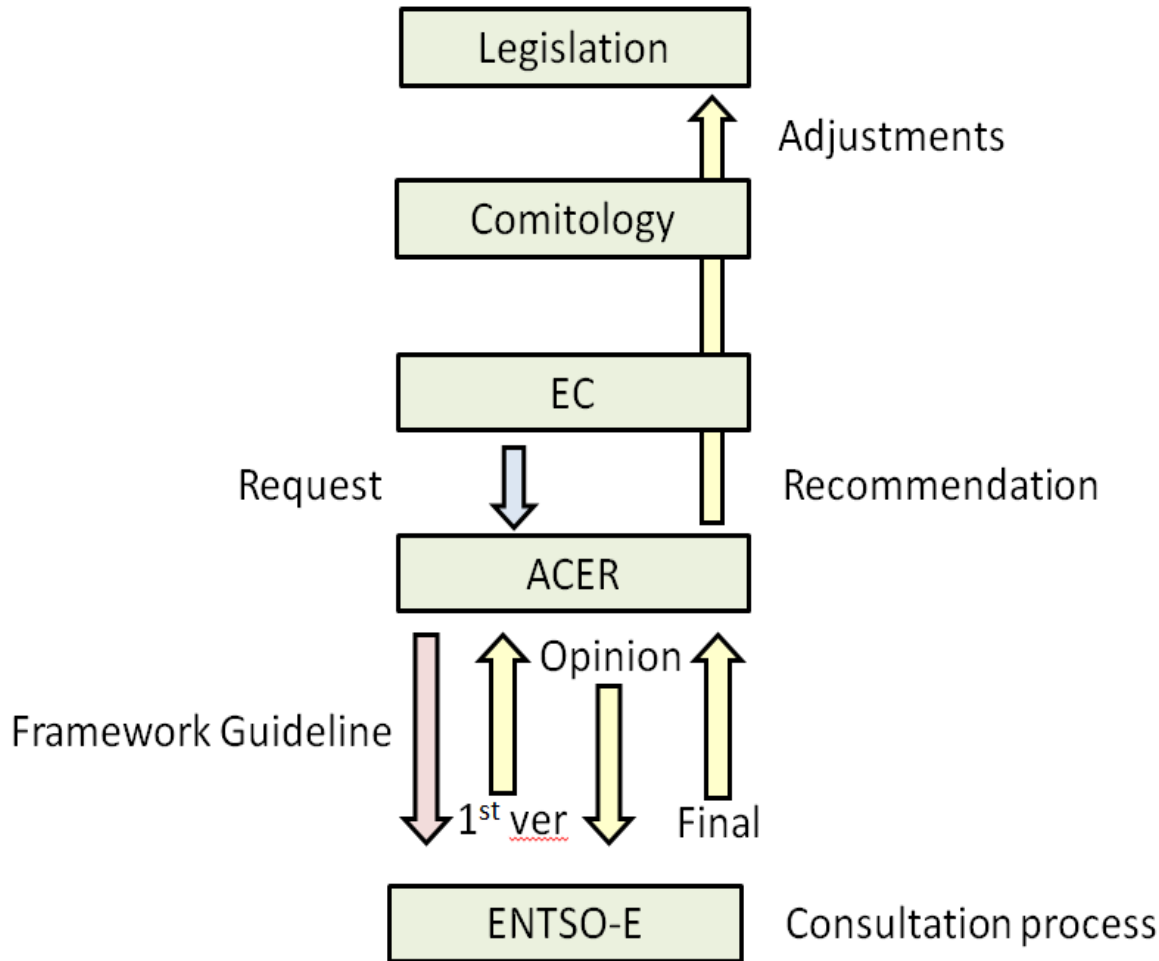 Legislation
Adjustments
Comitology
EC
Request
Recommendation
ACER
Opinion
Framework Guideline
1st ver
Final
ENTSO-E
Consultation process